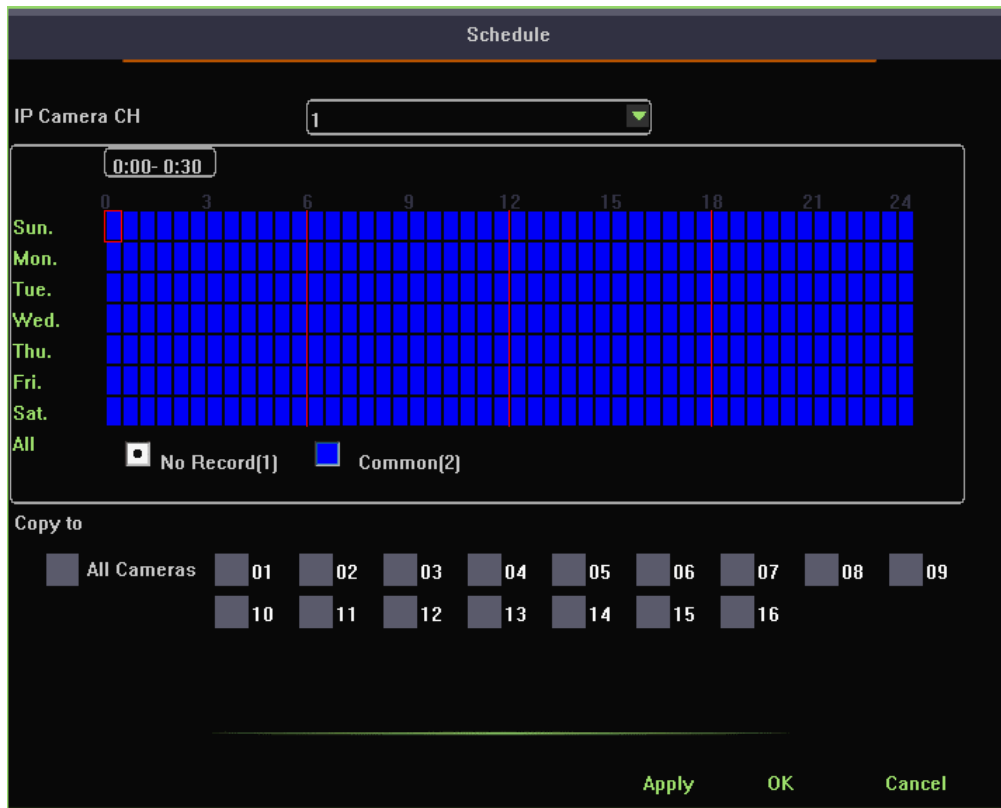 Schedule
IP Camera CH 1
0:00- 0:30
0 3 6 9 12 15 18 21 24
Sun.
Mon.
Tue.
Wed.
Thu.
Fri.
Sat.
All
No Record(1) Common(2)
Copy to
All Cameras 01 02 03 04 05 06 07 08 09
10 11 12 13 14 15 16
Apply OK Cancel